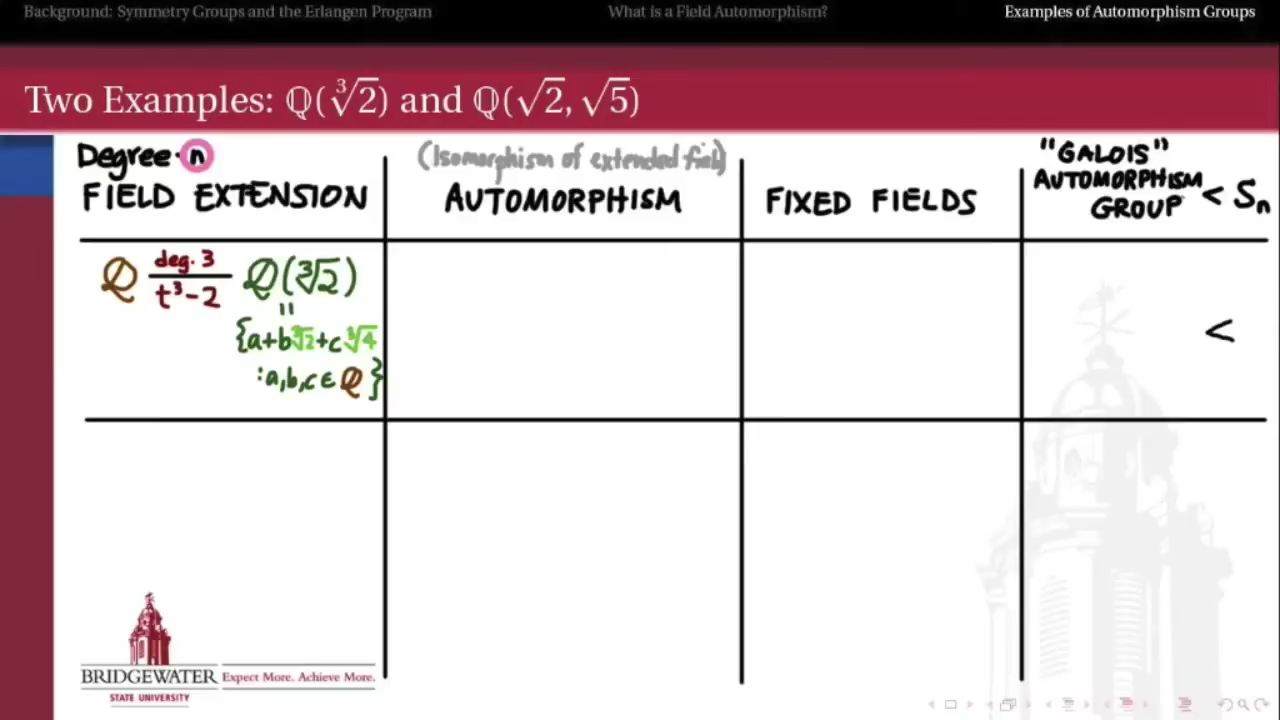 Background: Symmetry Groups and the Erlangen Program
What is a Field Automorphism?
Examples of Automorphism Groups
Two Examples: ℚ(∛2) and ℚ(√2, √5)
Degree·n
FIELD EXTENSION
(Isomorphism of extended field)
AUTOMORPHISM
FIXED FIELDS
"GALOIS"
AUTOMORPHISM
GROUP < Sn
ℚ deg. 3 ℚ(∛2)
t³-2
"
{a+b∛2+c∛4
:a,b,c ∈ ℚ}
<
BRIDGEWATER
STATE UNIVERSITY
Expect More. Achieve More.